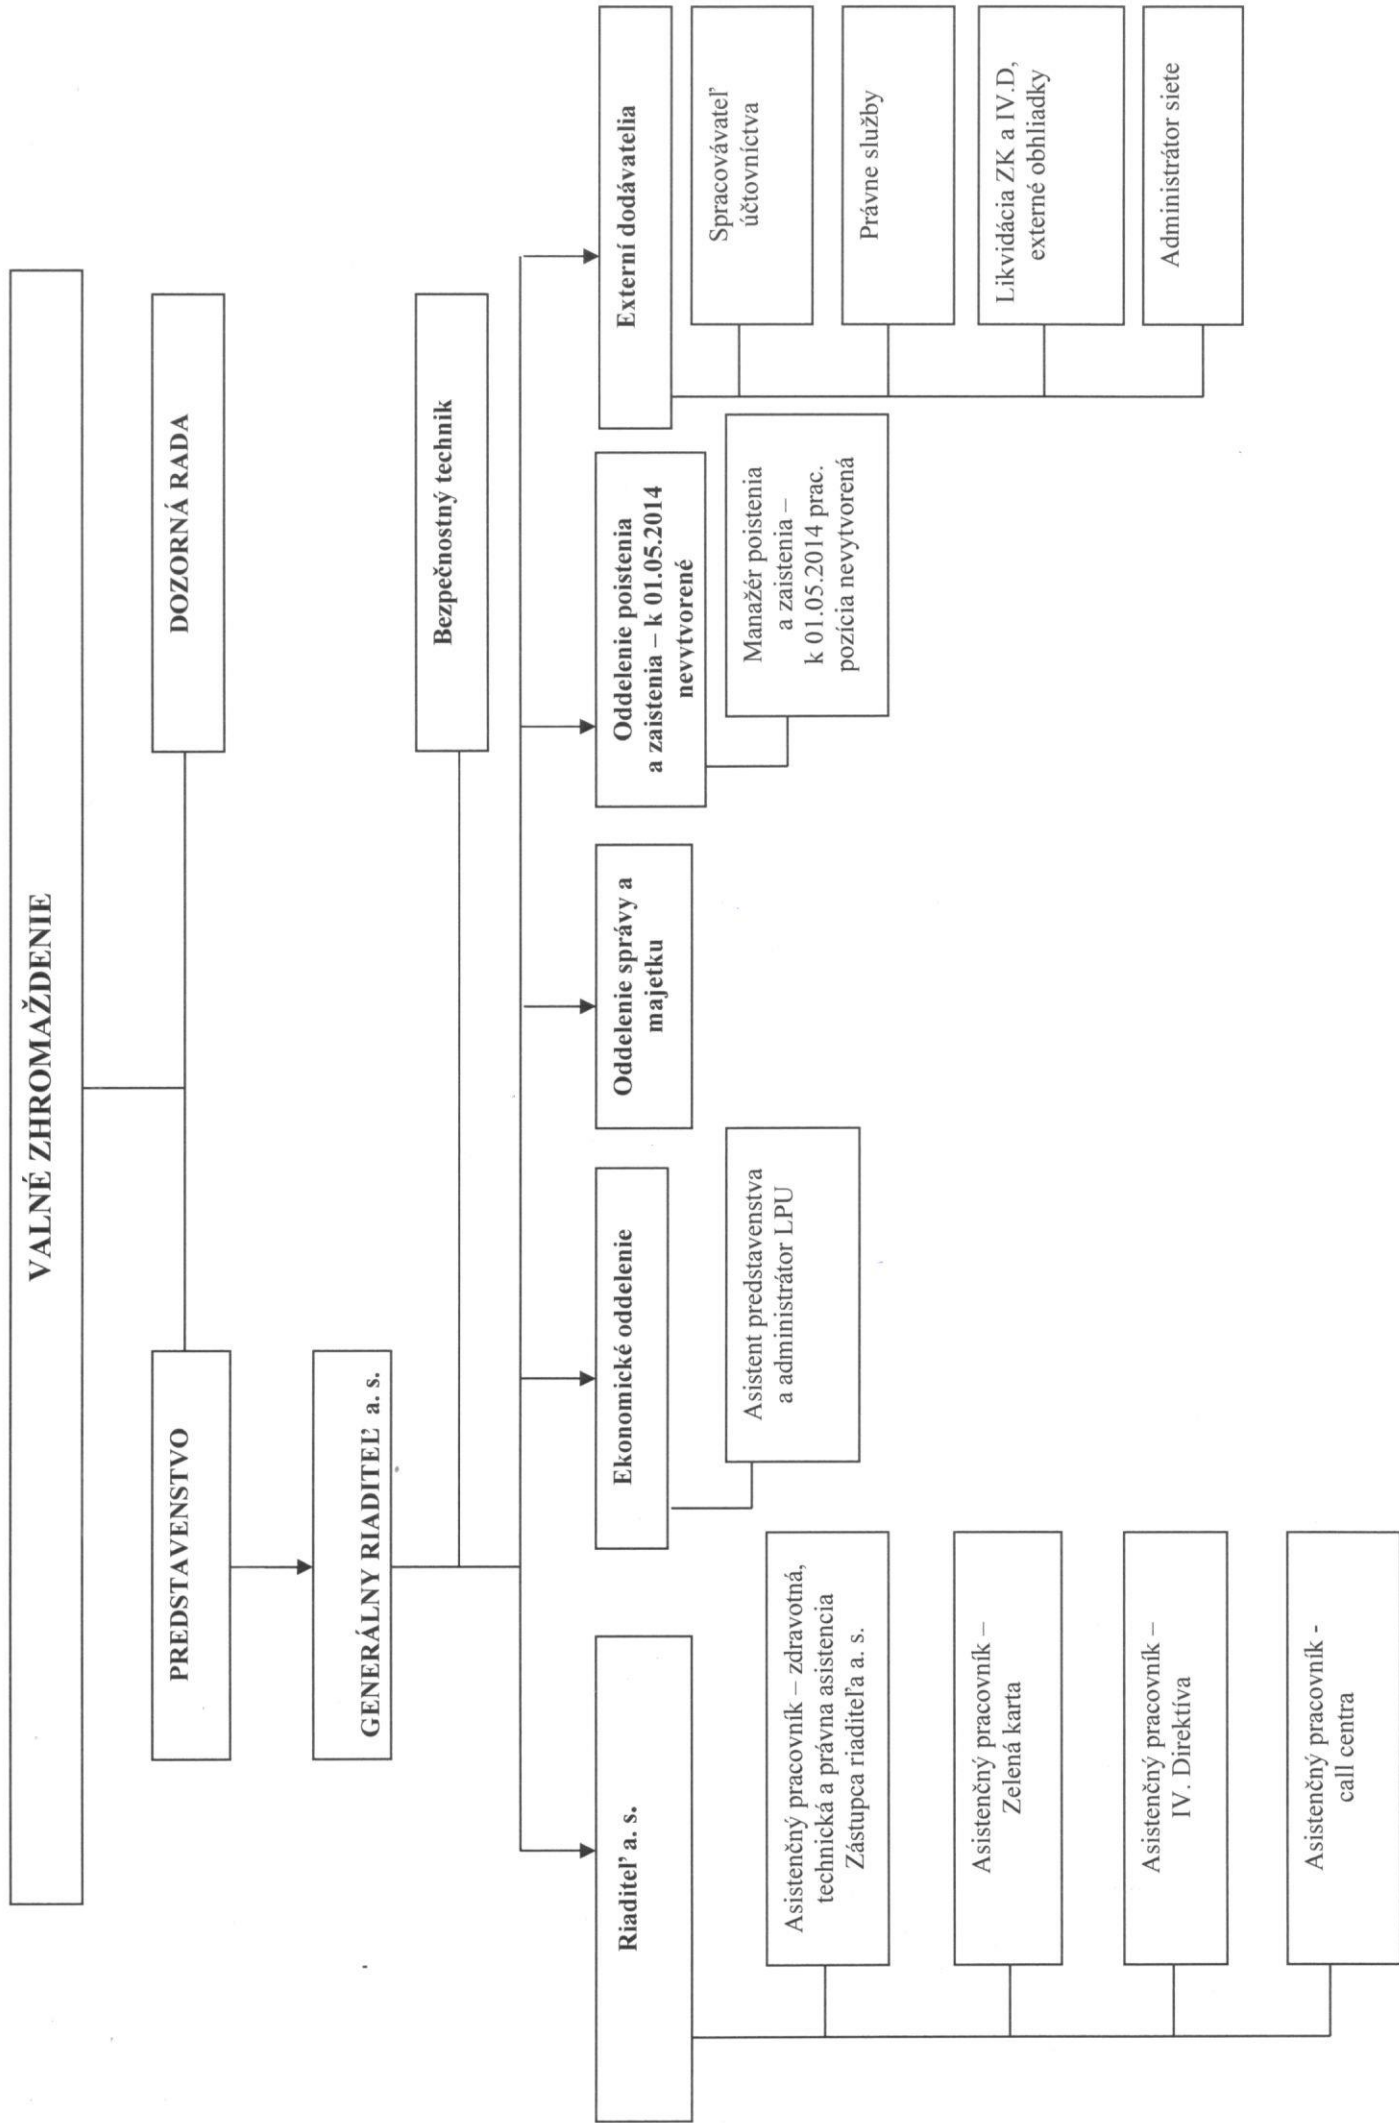 VALNÉ ZHROMAŽDENIE
PREDSTAVENSTVO
DOZORNÁ RADA
GENERÁLNY RIADITEĽ a. s.
Bezpečnostný technik
Riaditeľ a. s.
Asistenčný pracovník – zdravotná,
technická a právna asistencia
Zástupca riaditeľa a. s.
Asistenčný pracovník –
Zelená karta
Asistenčný pracovník –
IV. Direktíva
Asistenčný pracovník -
call centra
Ekonomické oddelenie
Asistent predstavenstva
a administrátor LPU
Oddelenie správy a
majetku
Oddelenie poistenia
a zaistenia – k 01.05.2014
nevytvorené
Manažér poistenia
a zaistenia –
k 01.05.2014 prac.
pozícia nevytvorená
Externí dodávatelia
Spracovávateľ
účtovníctva
Právne služby
Likvidácia ZK a IV.D,
externé obhliadky
Administrátor siete